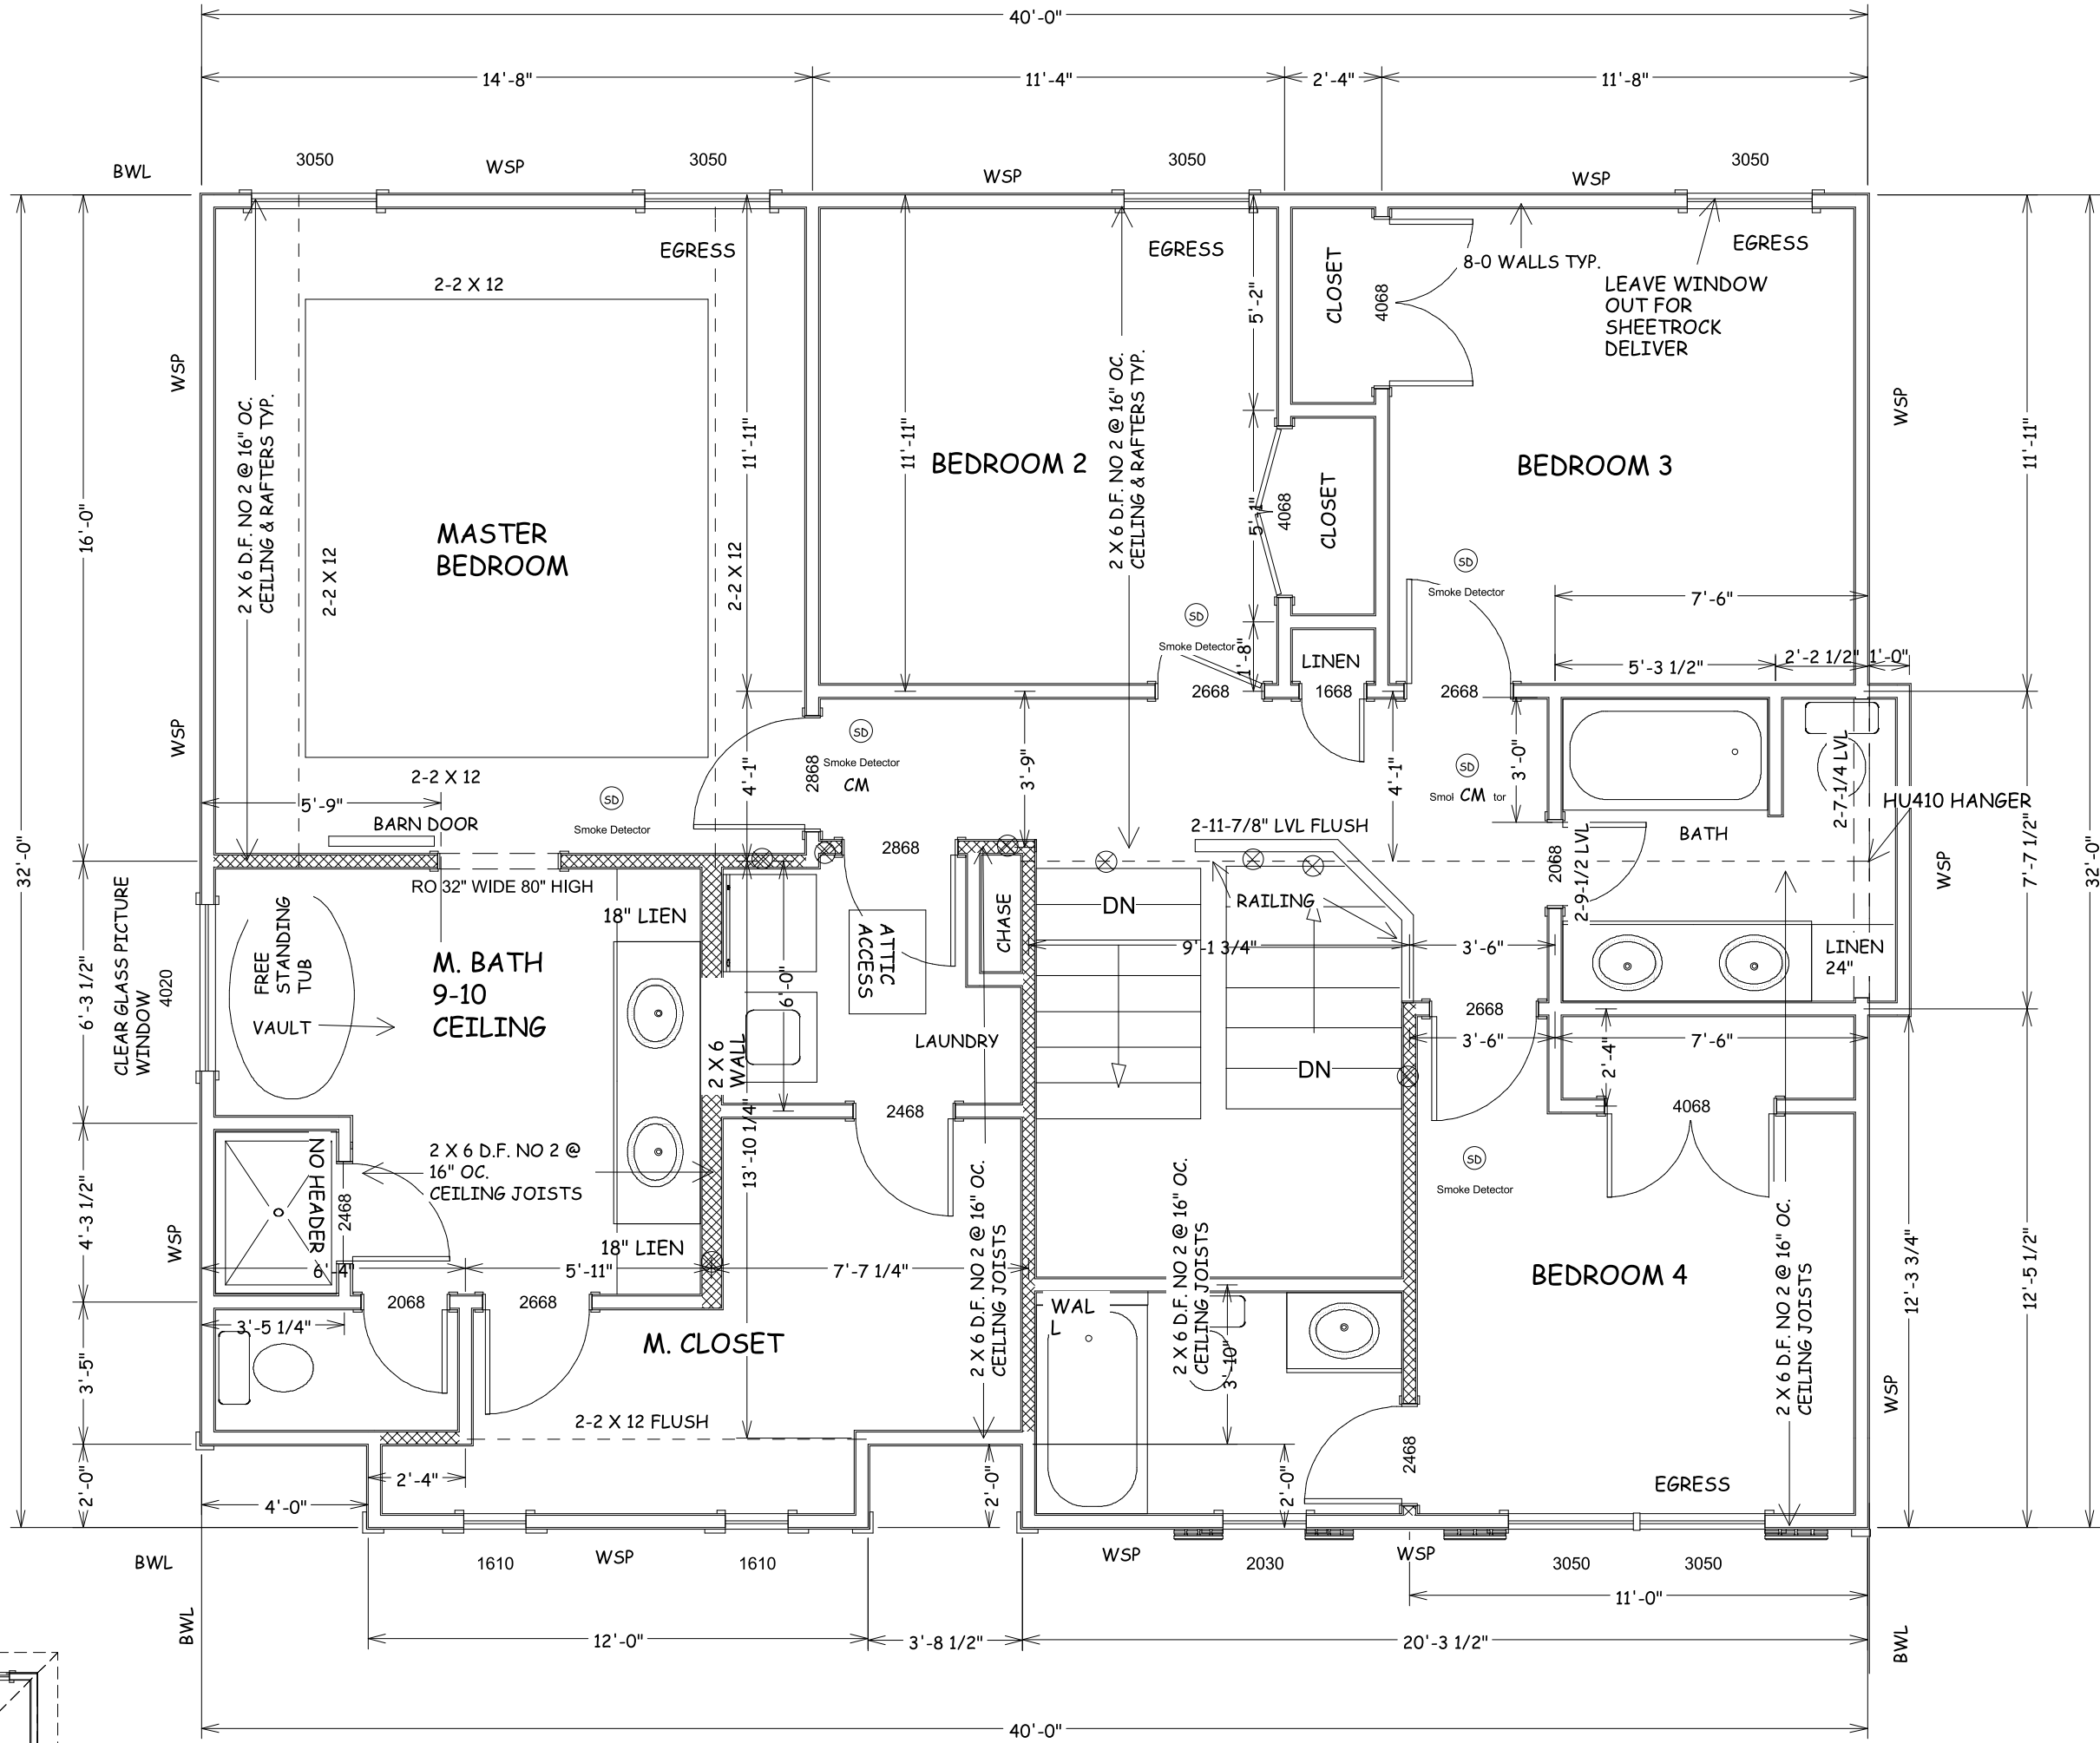 40'-0"
14'-8"
11'-4"
2'-4"
11'-8"
BWL
3050
WSP
3050
WSP
3050
WSP
3050
EGRESS
EGRESS
EGRESS
2-2 X 12
CLOSET
4068
8-0 WALLS TYP.
LEAVE WINDOW
OUT FOR
SHEETROCK
DELIVER
5'-2"
WSP
WSP
2 X 6 D.F. NO 2 @ 16" OC.
CEILING & RAFTERS TYP.
11'-11"
11'-11"
2 X 6 D.F. NO 2 @ 16" OC.
CEILING & RAFTERS TYP.
11'-11"
BEDROOM 2
BEDROOM 3
16'-0"
MASTER
BEDROOM
2-2 X 12
2-2 X 12
5'-1"
4068
CLOSET
SD
Smoke Detector
SD
Smoke Detector
7'-6"
1'-8"
LINEN
5'-3 1/2"
2'-2 1/2"
1'-0"
2668
1668
2668
32'-0"
32'-0"
WSP
2-2 X 12
5'-9"
BARN DOOR
SD
Smoke Detector
4'-1"
2868
SD
Smoke Detector
CM
3'-9"
4'-1"
SD
Smol CM tor
3'-0"
2-7-1/4 LVL
HU410 HANGER
2-11-7/8" LVL FLUSH
BATH
2868
2068
2-9-1/2 LVL
7'-7 1/2"
WSP
RO 32" WIDE 80" HIGH
18" LIEN
CLEAR GLASS PICTURE
WINDOW
4020
6'-3 1/2"
FREE
STANDING
TUB
VAULT
M. BATH
9-10
CEILING
ATTIC
ACCESS
CHASE
DN
RAILING
9'-1 3/4"
3'-6"
LINEN
24"
6'-0"
LAUNDRY
2 X 6
WALL
DN
2668
3'-6"
7'-6"
2'-4"
2468
4068
13'-10 1/4"
NO HEADER
2468
2 X 6 D.F. NO 2 @
16" OC.
CEILING JOISTS
18" LIEN
4'-3 1/2"
WSP
6'-4"
5'-11"
7'-7 1/4"
SD
Smoke Detector
2 X 6 D.F. NO 2 @ 16" OC.
CEILING JOISTS
2 X 6 D.F. NO 2 @ 16" OC.
CEILING JOISTS
2 X 6 D.F. NO 2 @ 16" OC.
CEILING JOISTS
BEDROOM 4
12'-3 3/4"
12'-5 1/2"
2068
2668
3'-5 1/4"
M. CLOSET
WAL
L
3'-10"
3'-5"
WSP
2-2 X 12 FLUSH
2468
2'-4"
4'-0"
2'-0"
2'-0"
2'-0"
EGRESS
BWL
1610
WSP
1610
WSP
2030
WSP
3050
3050
11'-0"
BWL
12'-0"
3'-8 1/2"
20'-3 1/2"
BWL
40'-0"